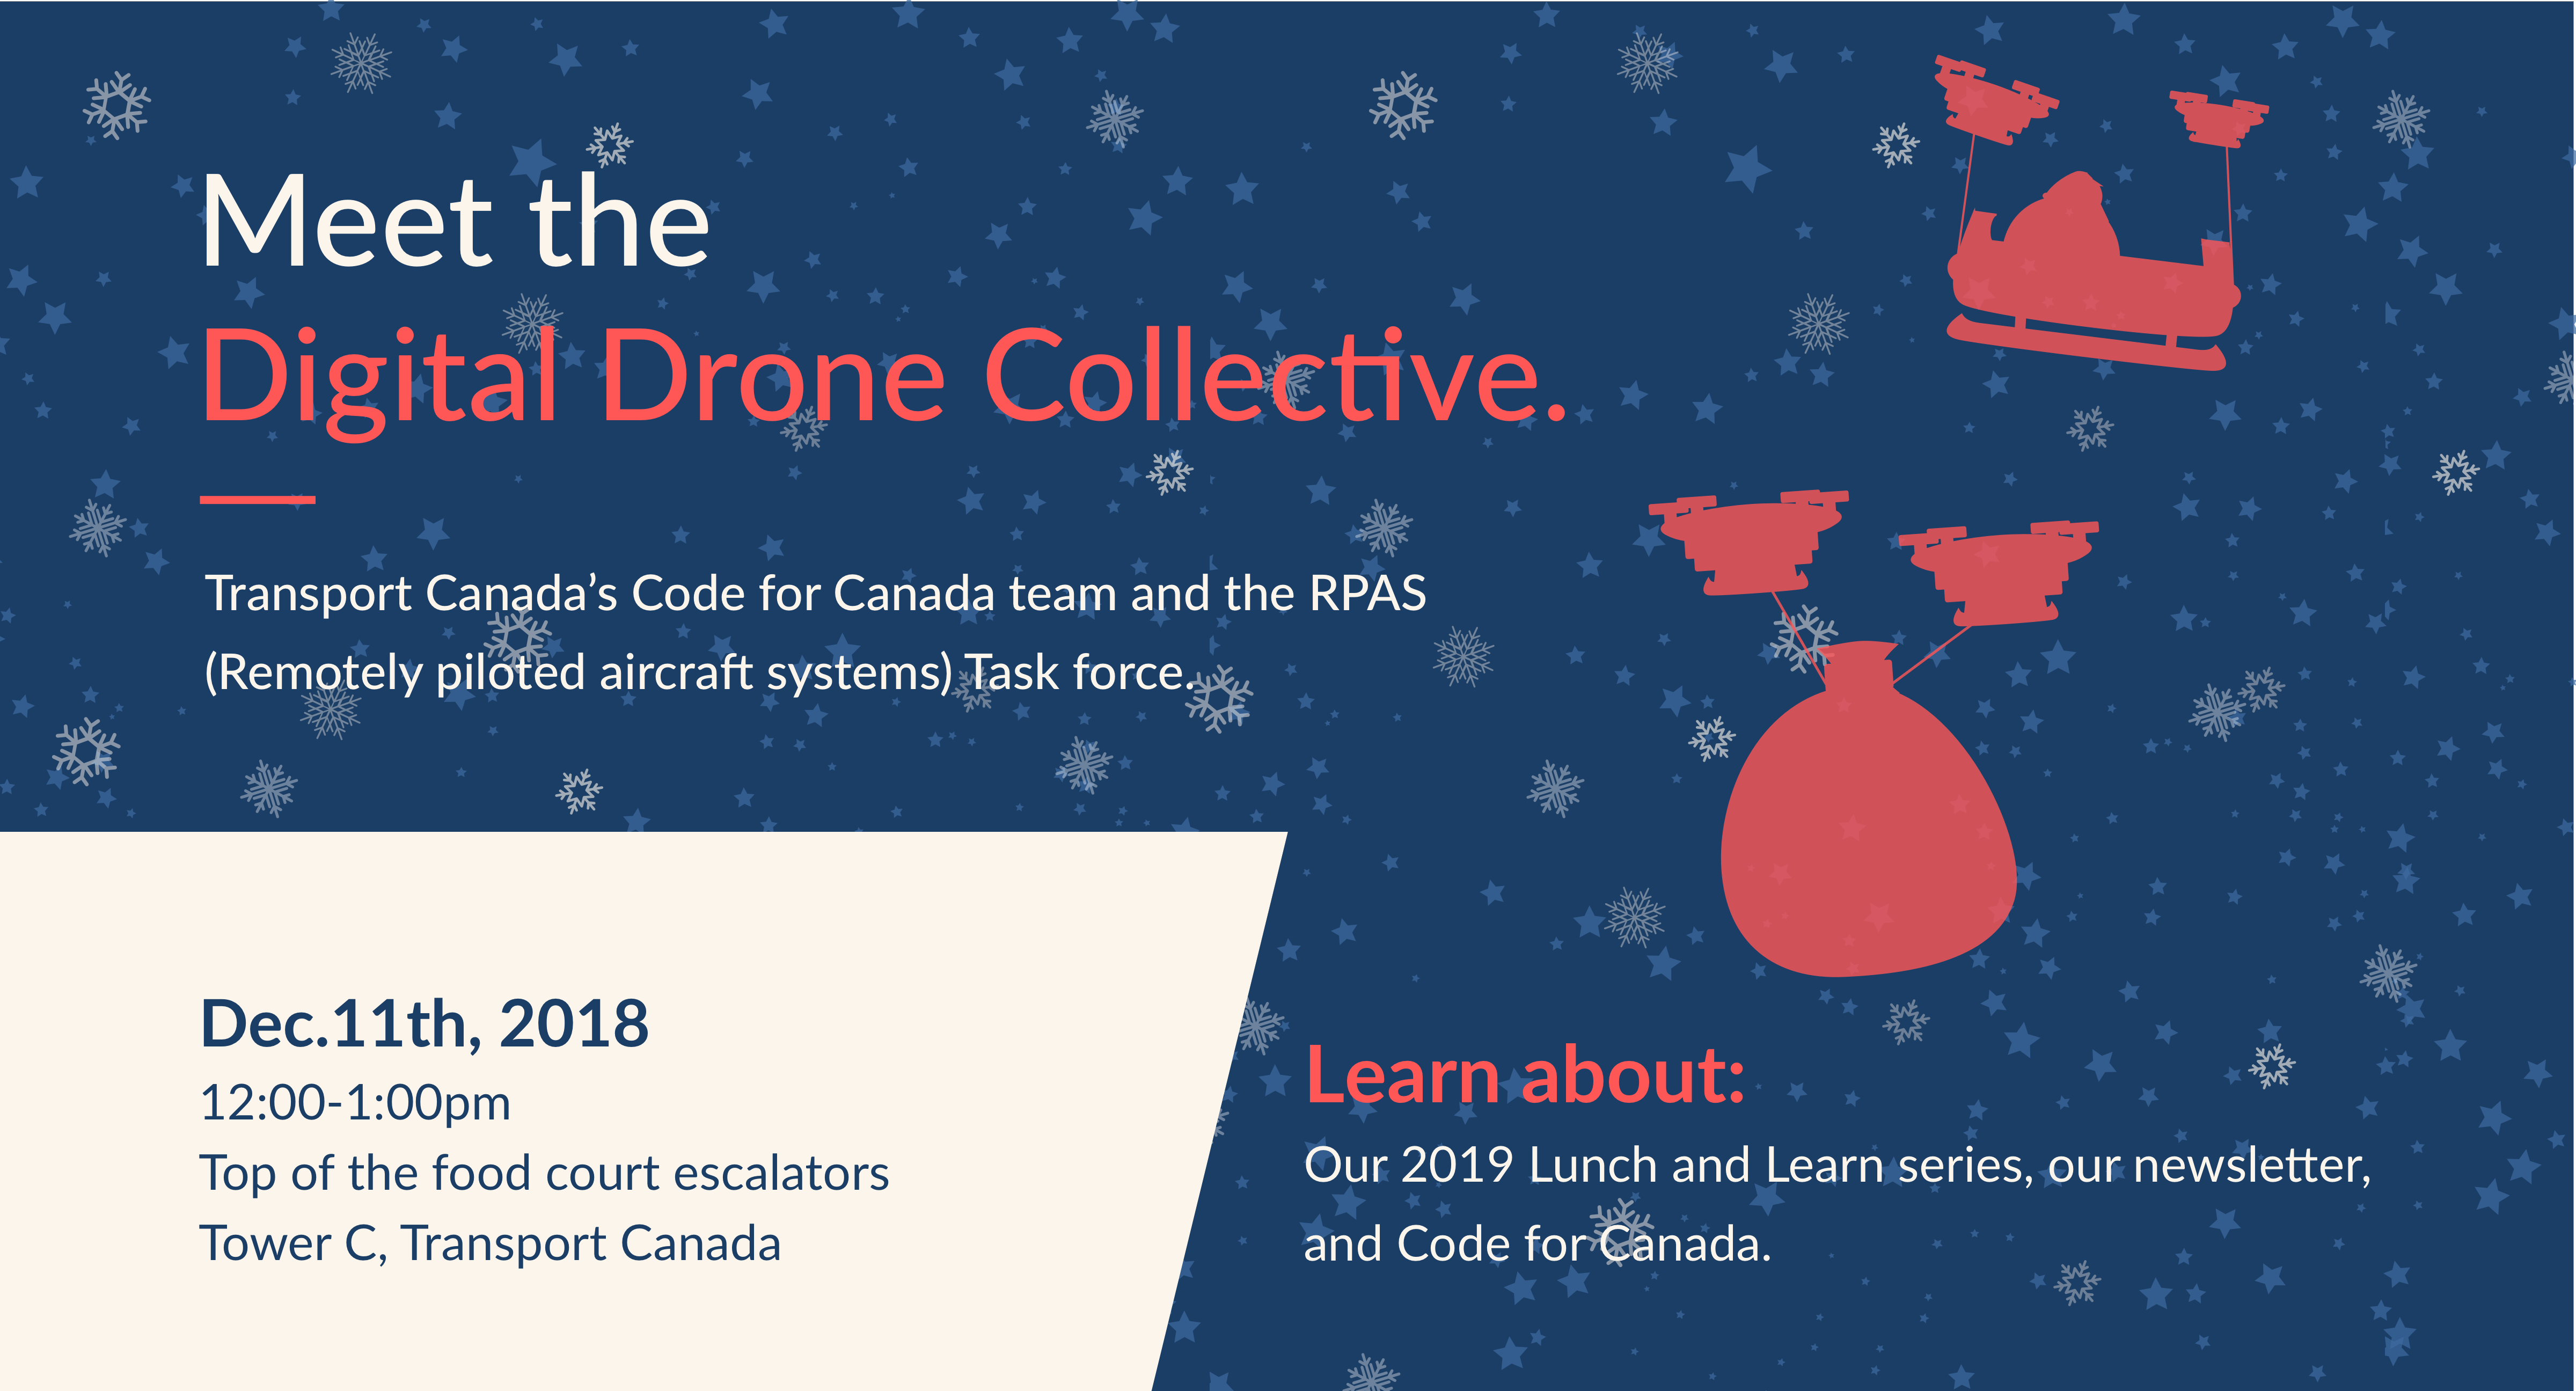 Meet the
Digital Drone Collective.
Transport Canada’s Code for Canada team and the RPAS
(Remotely piloted aircraft systems) Task force.
Dec.11th, 2018
12:00-1:00pm
Top of the food court escalators
Tower C, Transport Canada
Learn about:
Our 2019 Lunch and Learn series, our newsletter,
and Code for Canada.